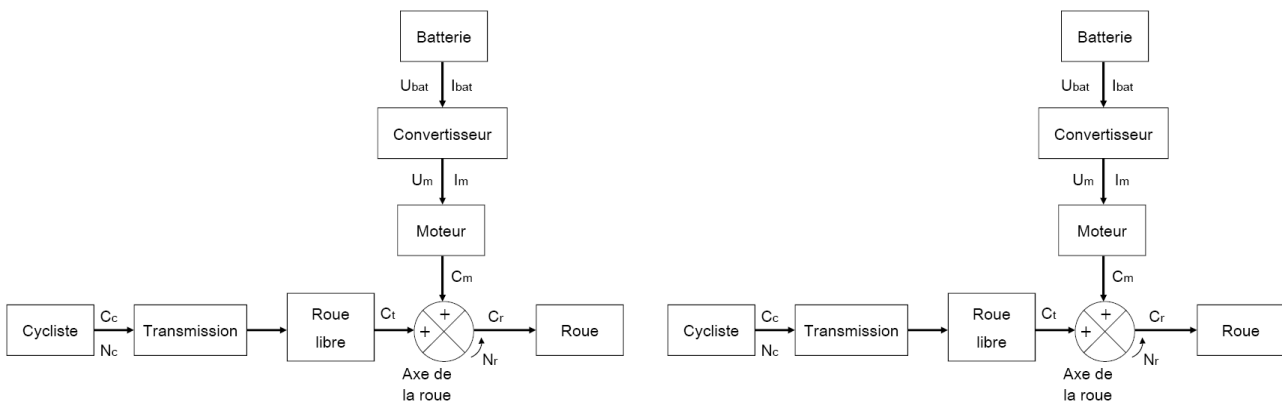 Batterie
Ubat Ibat
Convertisseur
Um Im
Moteur
Cm
Cycliste
Cc
Nc
Transmission
Roue
libre
Ct
+
+
Cr
Nr
Roue
Axe de
la roue
Batterie
Ubat Ibat
Convertisseur
Um Im
Moteur
Cm
Cycliste
Cc
Nc
Transmission
Roue
libre
Ct
+
+
Cr
Nr
Roue
Axe de
la roue